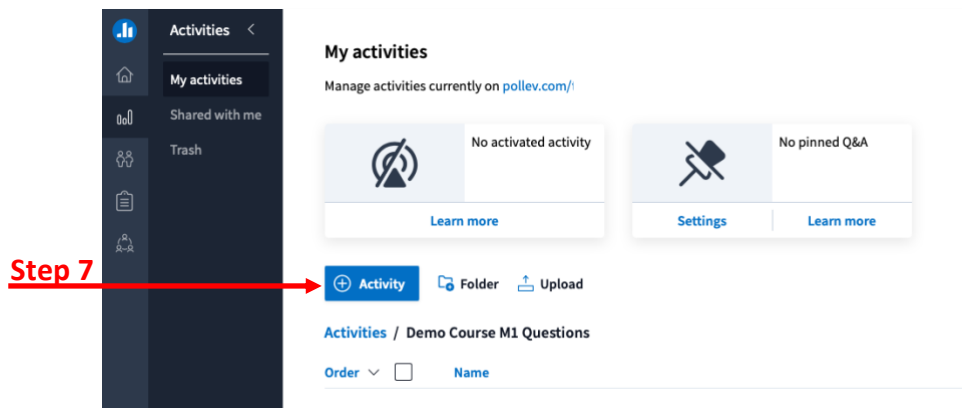 Activities
My activities
Shared with me
Trash
My activities
Manage activities currently on pollev.com/
No activated activity
Learn more
No pinned Q&A
Settings
Learn more
Step 7
Activity
Folder
Upload
Activities / Demo Course M1 Questions
Order
Name